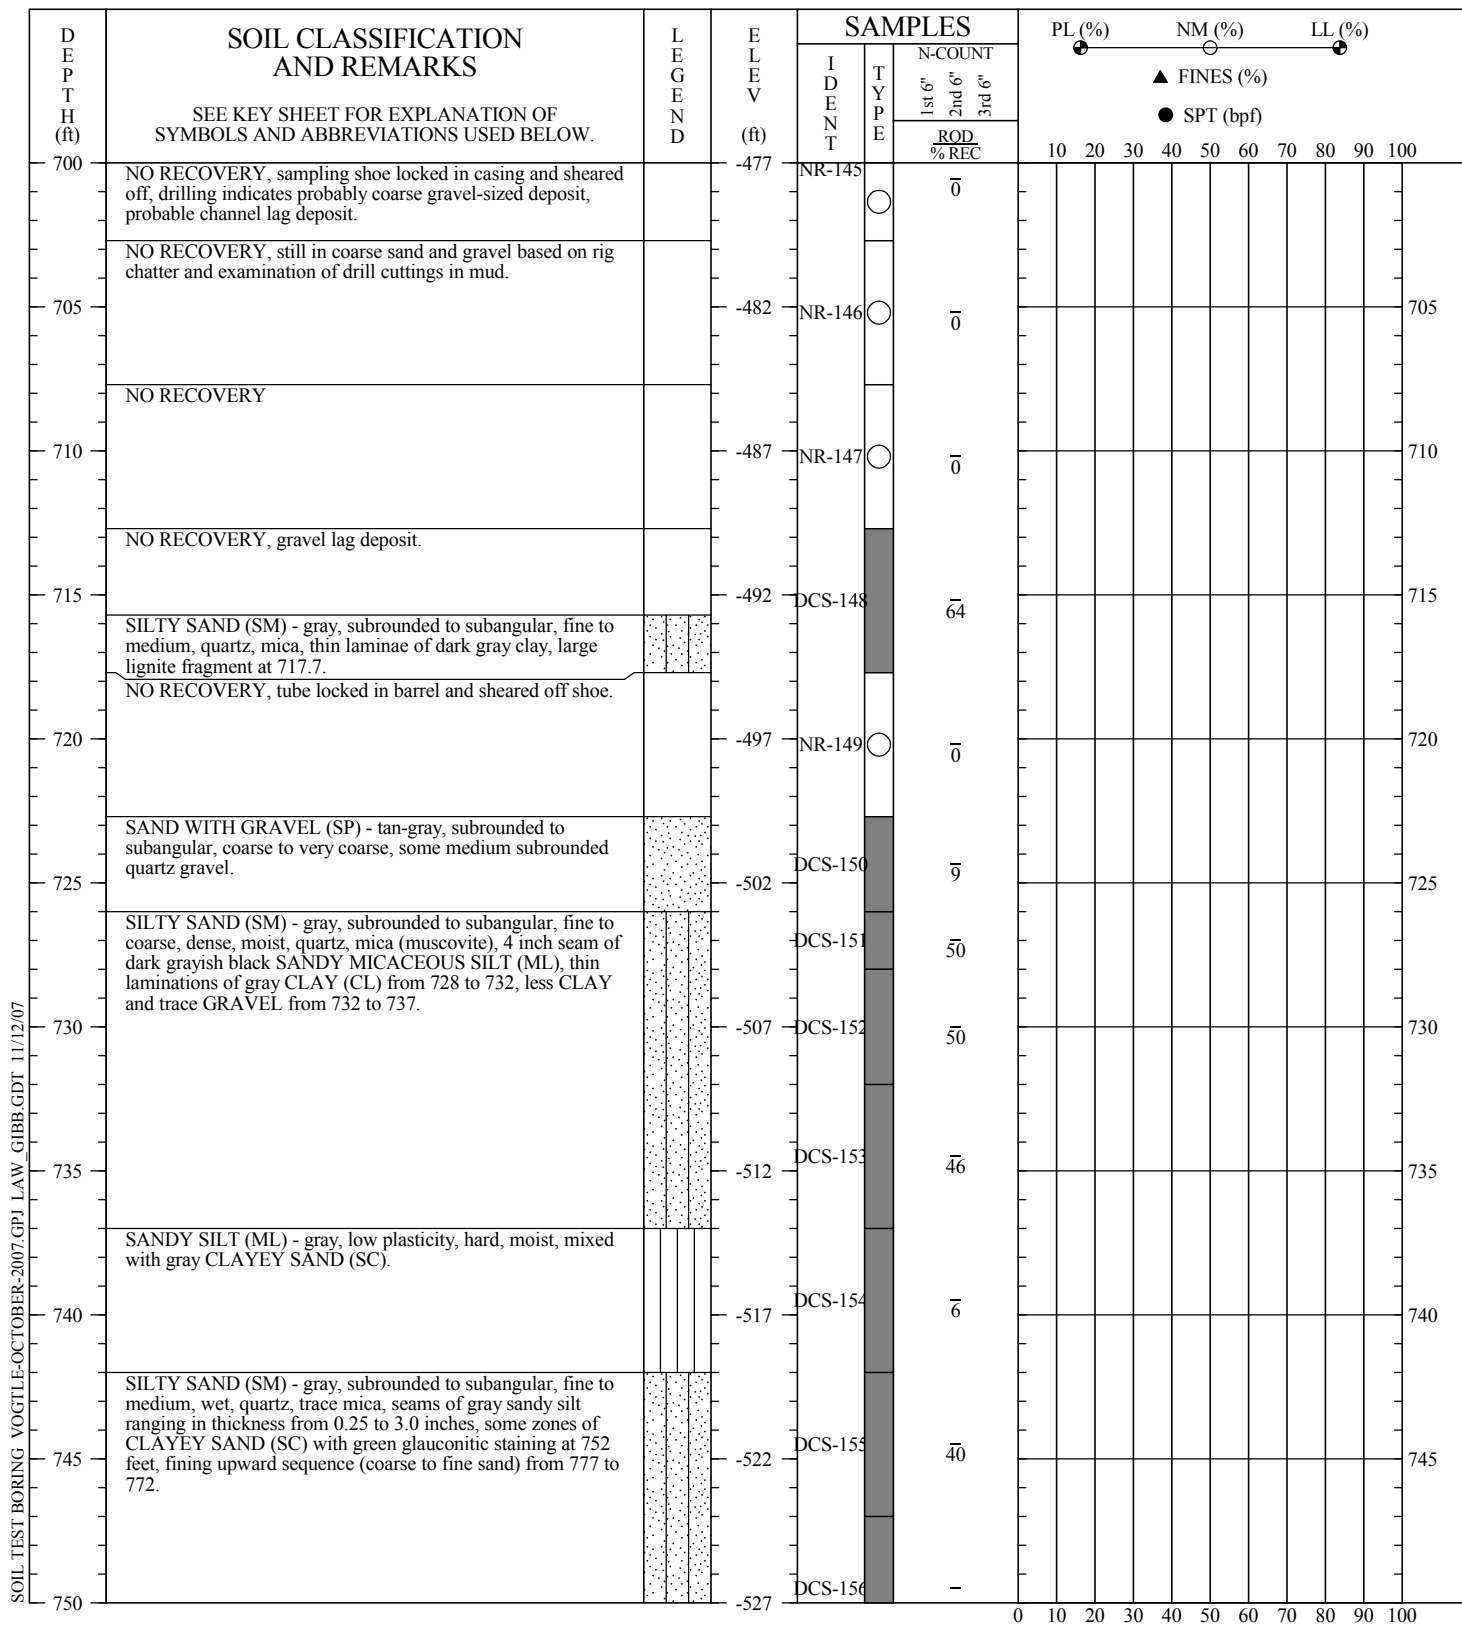 DEPTH (ft)
SOIL CLASSIFICATION
AND REMARKS
SEE KEY SHEET FOR EXPLANATION OF
SYMBOLS AND ABBREVIATIONS USED BELOW.
LEGEND
ELEV (ft)
SAMPLES
IDENT
TYPE
N-COUNT
1st 6"
2nd 6"
3rd 6"
RQD
% REC
PL (%) NM (%) LL (%)
▲ FINES (%)
● SPT (bpf)
10 20 30 40 50 60 70 80 90 100
700
NO RECOVERY, sampling shoe locked in casing and sheared
off, drilling indicates probably coarse gravel-sized deposit,
probable channel lag deposit.
-477
NR-145
0
NO RECOVERY, still in coarse sand and gravel based on rig
chatter and examination of drill cuttings in mud.
705
-482
NR-146
0
705
NO RECOVERY
710
-487
NR-147
0
710
NO RECOVERY, gravel lag deposit.
715
-492
DCS-148
64
715
SILTY SAND (SM) - gray, subrounded to subangular, fine to
medium, quartz, mica, thin laminae of dark gray clay, large
lignite fragment at 717.7.
NO RECOVERY, tube locked in barrel and sheared off shoe.
720
-497
NR-149
0
720
SAND WITH GRAVEL (SP) - tan-gray, subrounded to
subangular, coarse to very coarse, some medium subrounded
quartz gravel.
DCS-150
9
725
-502
725
SILTY SAND (SM) - gray, subrounded to subangular, fine to
coarse, dense, moist, quartz, mica (muscovite), 4 inch seam of
dark grayish black SANDY MICACEOUS SILT (ML), thin
laminations of gray CLAY (CL) from 728 to 732, less CLAY
and trace GRAVEL from 732 to 737.
DCS-151
50
730
-507
DCS-152
50
730
735
-512
DCS-153
46
735
SANDY SILT (ML) - gray, low plasticity, hard, moist, mixed
with gray CLAYEY SAND (SC).
740
-517
DCS-154
6
740
SILTY SAND (SM) - gray, subrounded to subangular, fine to
medium, wet, quartz, trace mica, seams of gray sandy silt
ranging in thickness from 0.25 to 3.0 inches, some zones of
CLAYEY SAND (SC) with green glauconitic staining at 752
feet, fining upward sequence (coarse to fine sand) from 777 to
772.
745
-522
DCS-155
40
745
750
-527
DCS-156
0 10 20 30 40 50 60 70 80 90 100
SOIL TEST BORING VOGTLE-OCTOBER-2007.GPJ LAW_GIBB.GDT 11/12/07